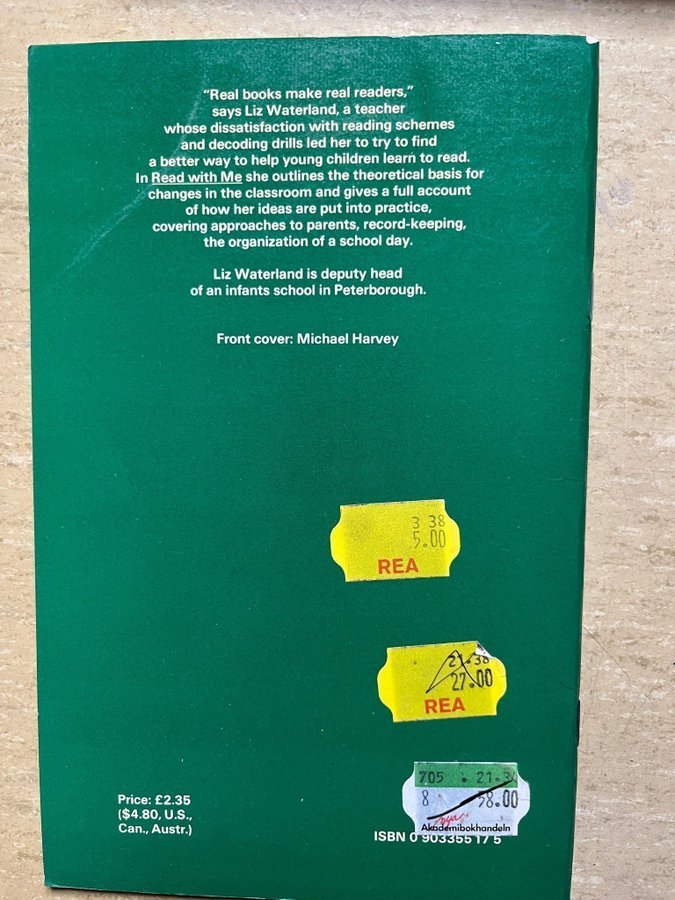 “Real books make real readers,”
says Liz Waterland, a teacher
whose dissatisfaction with reading schemes
and decoding drills led her to try to find
a better way to help young children learn to read.
In Read with Me she outlines the theoretical basis for
changes in the classroom and gives a full account
of how her ideas are put into practice,
covering approaches to parents, record-keeping,
the organization of a school day.
Liz Waterland is deputy head
of an infants school in Peterborough.
Front cover: Michael Harvey
3 38
5.00
REA
27.00
REA
705
8 58.00
Akademibokhandeln
Price: £2.35
($4.80, U.S.,
Can., Austr.)
ISBN 0 903355 17 5